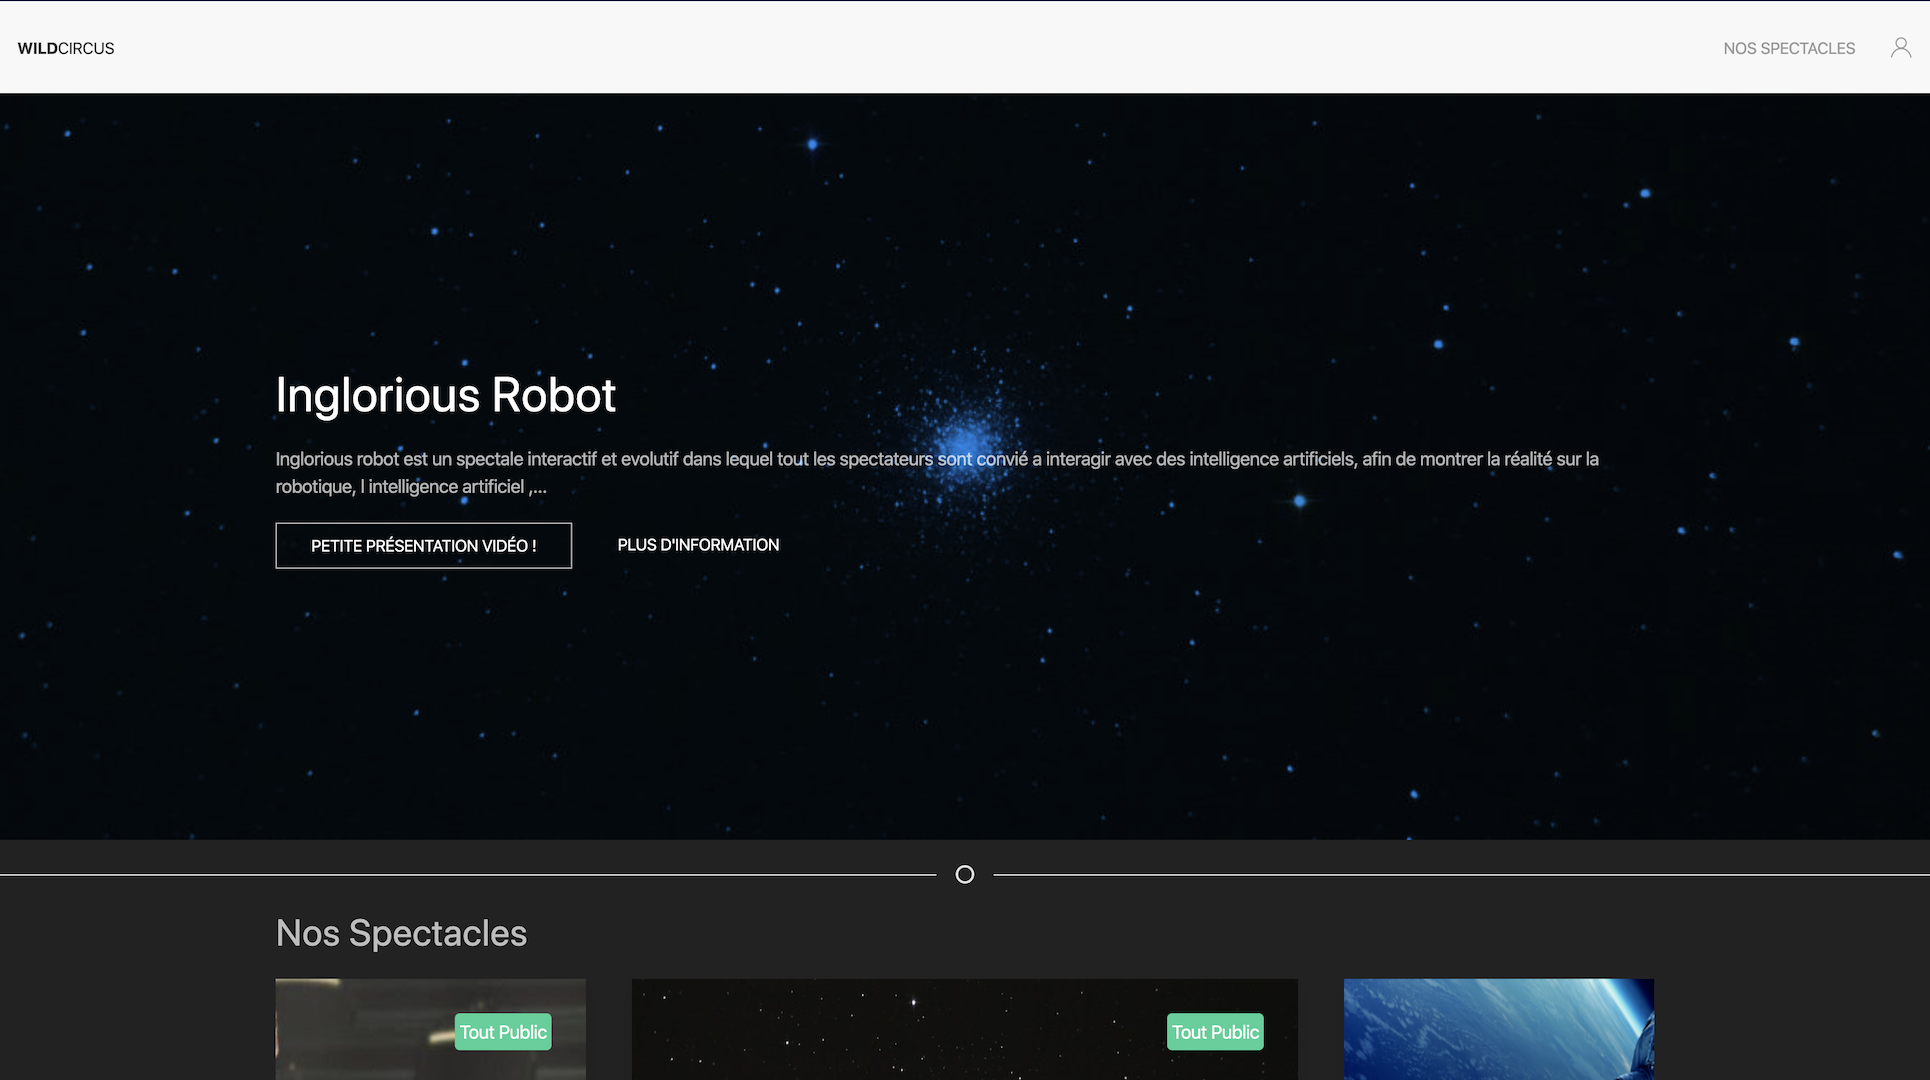 WILDCIRCUS
NOS SPECTACLES
Inglorious Robot
Inglorious robot est un spectale interactif et evolutif dans lequel tout les spectateurs sont convié a interagir avec des intelligence artificiels, afin de montrer la réalité sur la
robotique, l intelligence artificiel ,...
PETITE PRÉSENTATION VIDÉO !
PLUS D'INFORMATION
Nos Spectacles
Tout Public
Tout Public